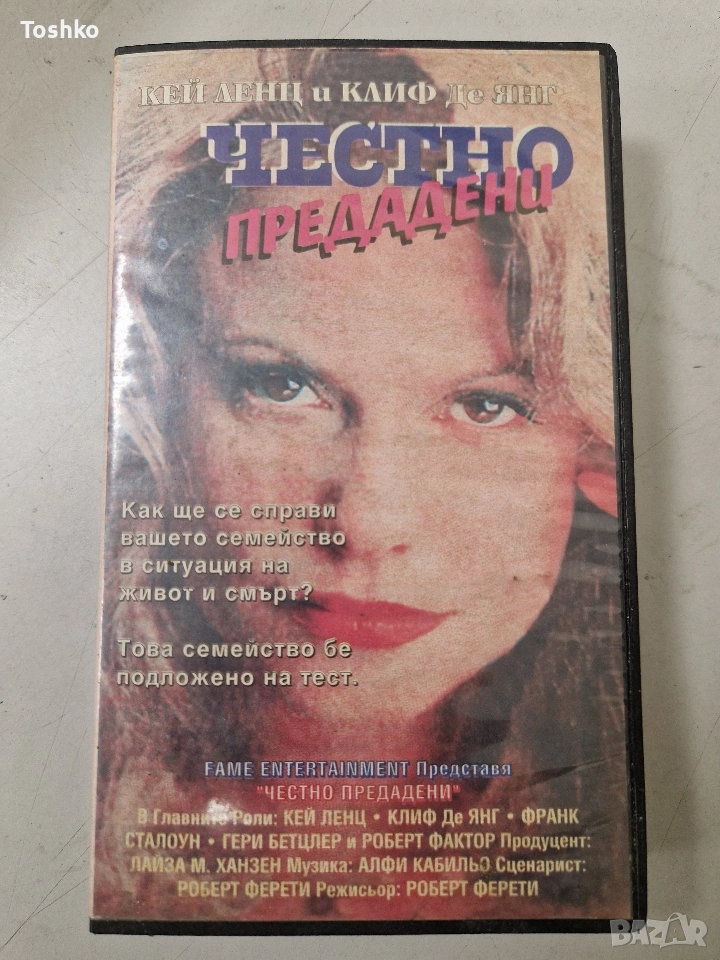 Toshko
КЕЙ ЛЕНЦ и КЛИФ Де ЯНГ
ЧЕСТНО
ПРЕДАДЕНИ
Как ще се справи
вашето семейство
в ситуация на
живот и смърт?
Това семейство бе
подложено на тест.
FAME ENTERTAINMENT Представя
"ЧЕСТНО ПРЕДАДЕНИ"
В Главните Роли: КЕЙ ЛЕНЦ • КЛИФ Де ЯНГ • ФРАНК
СТАЛОУН • ГЕРИ БЕТЦЛЕР и РОБЕРТ ФАКТОР Продуцент:
ЛАЙЗА М. ХАНЗЕН Музика: АЛФИ КАБИЛЬО Сценарист:
РОБЕРТ ФЕРЕТИ Режисьор: РОБЕРТ ФЕРЕТИ
BAZAR